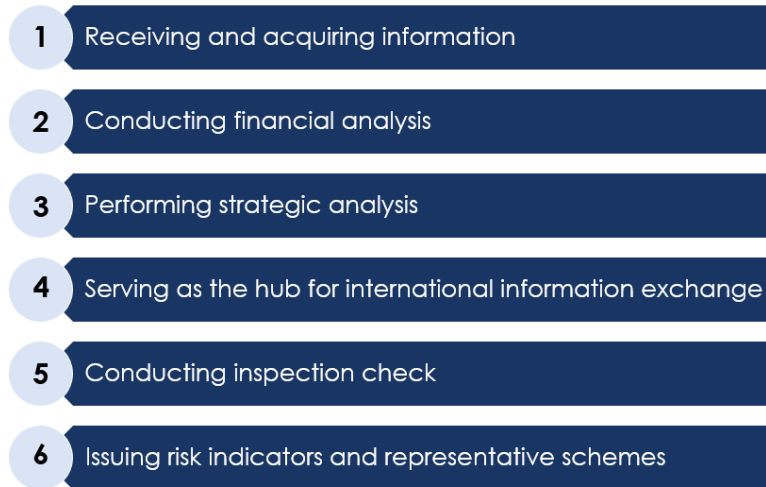 1 Receiving and acquiring information
2 Conducting financial analysis
3 Performing strategic analysis
4 Serving as the hub for international information exchange
5 Conducting inspection check
6 Issuing risk indicators and representative schemes